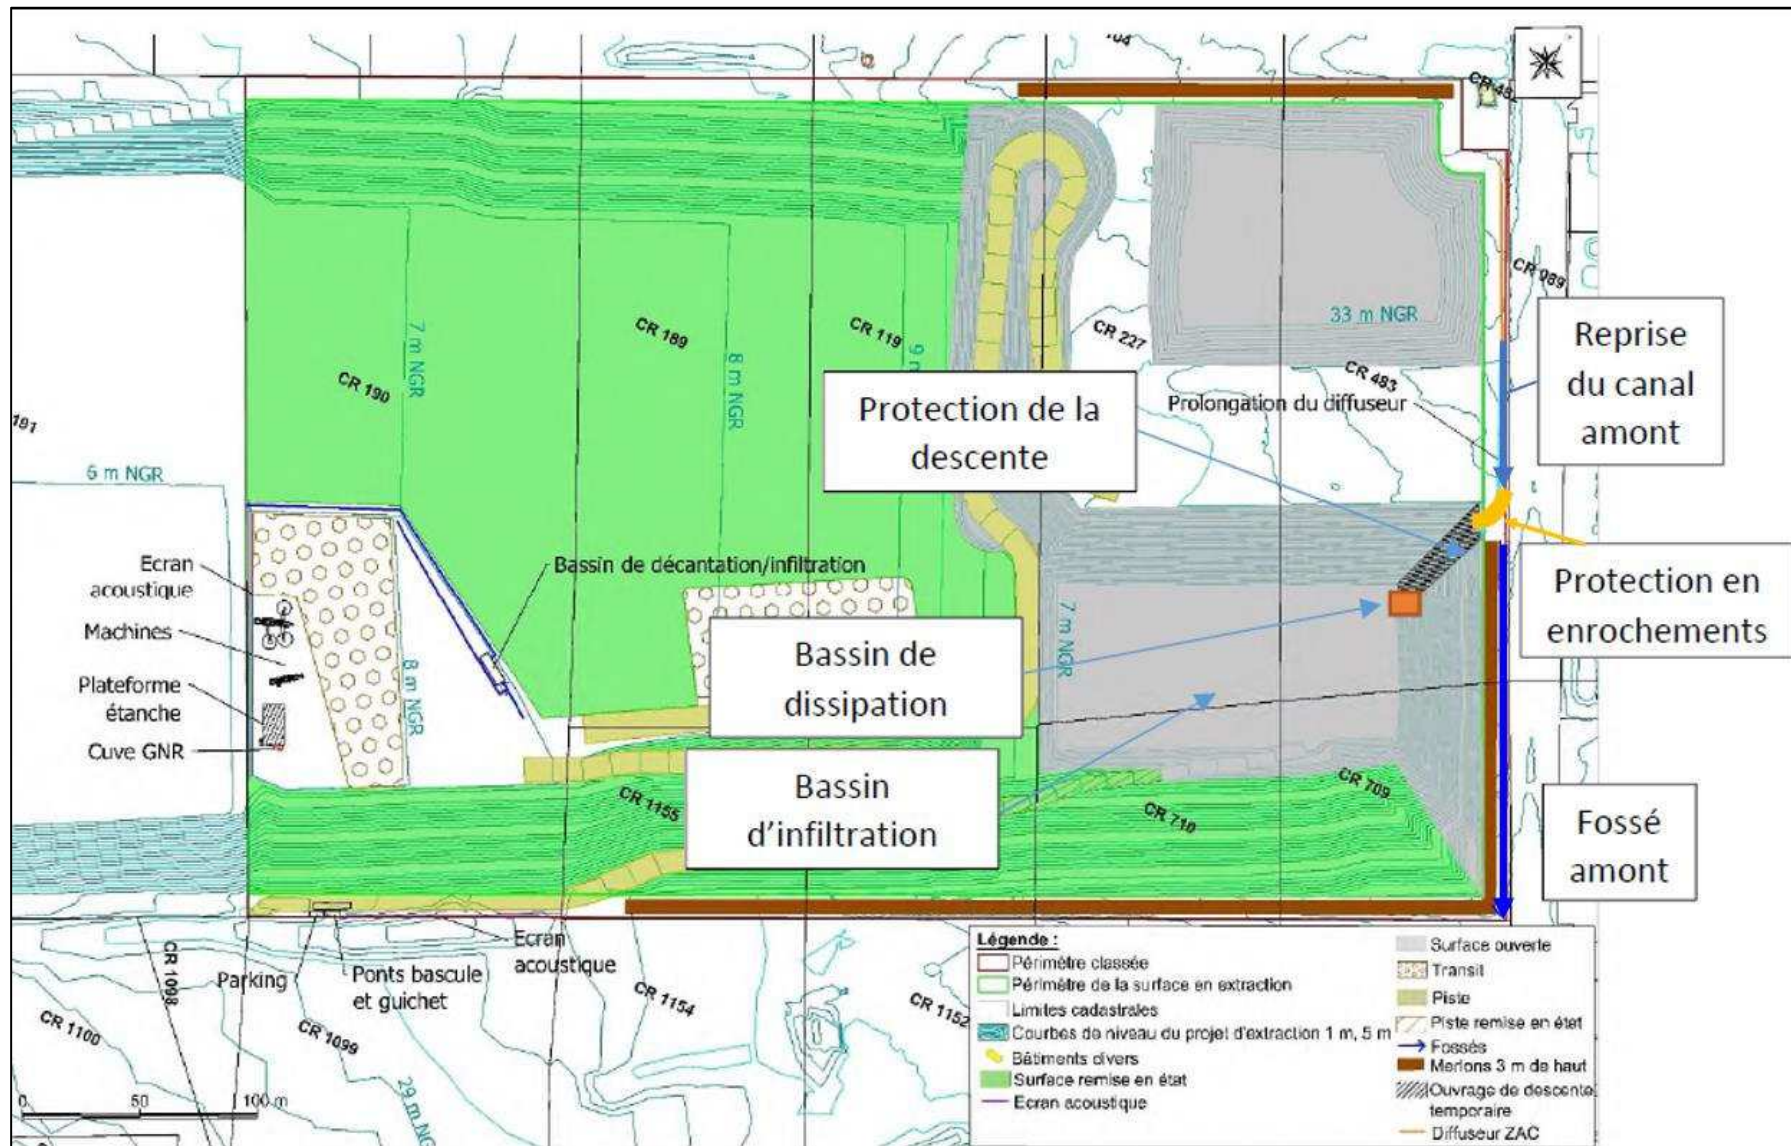 CR 482
CR 089
33 m NGR
Reprise
du canal
amont
CR 227
CR 119
CR 189
CR 190
7 m NGR
8 m NGR
9 m
CR 483
Prolongation du diffuseur
Protection de la
descente
191
6 m NGR
Ecran
acoustique
Bassin de décantation/infiltration
Machines
Plateforme
étanche
Cuve GNR
8 m NGR
7 m NGR
Protection en
enrochements
Bassin de
dissipation
Bassin
d'infiltration
CR 709
CR 710
CR 1155
Fossé
amont
Ecran
acoustique
Parking
Ponts bascule
et guichet
CR 1098
CR 1100
CR 1099
CR 1154
CR 1152
29 m NGR
0 50 100 m
Légende :
Périmètre classée
Périmètre de la surface en extraction
Limites cadastrales
Courbes de niveau du projet d'extraction 1 m, 5 m
Bâtiments divers
Surface remise en état
Ecran acoustique
Surface ouverte
Transit
Piste
Piste remise en état
Fossés
Merlons 3 m de haut
Ouvrage de descente
temporaire
Diffuseur ZAC